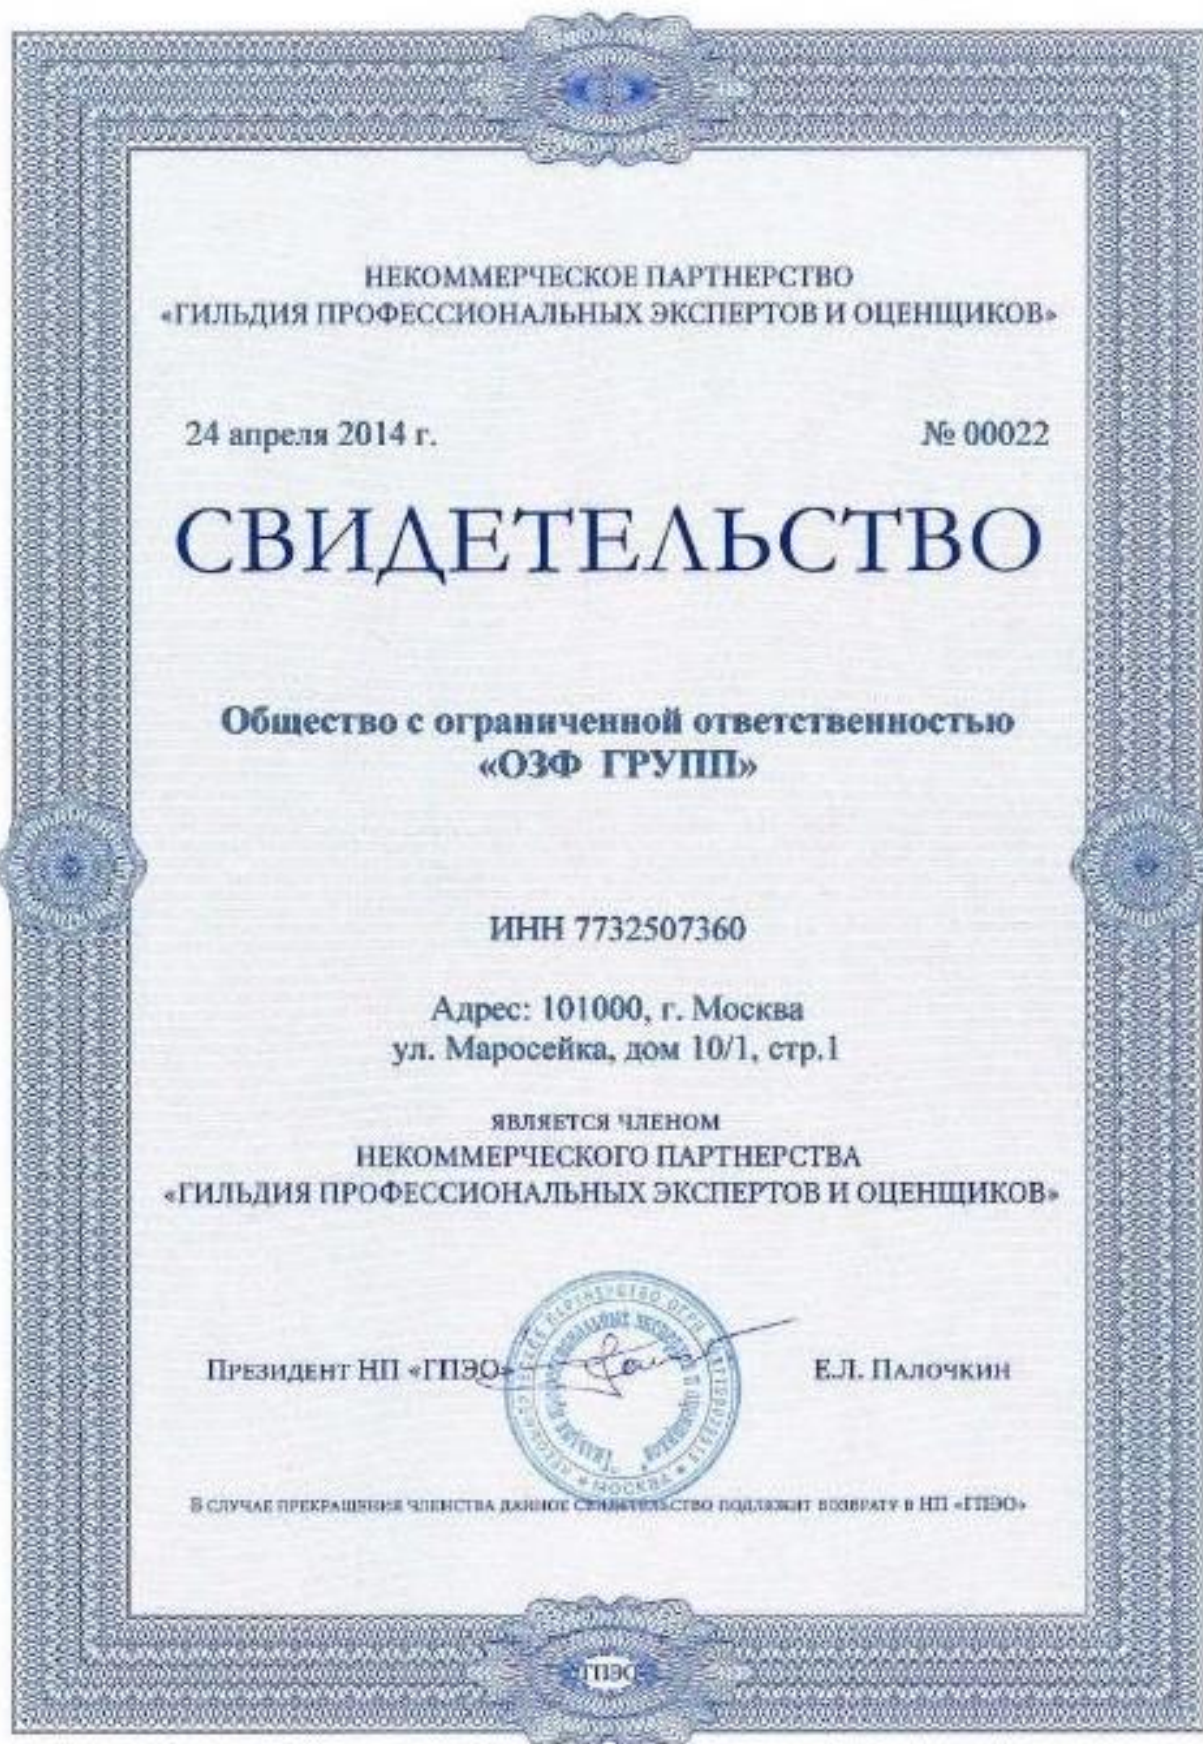 НЕКОММЕРЧЕСКОЕ ПАРТНЕРСТВО
«ГИЛЬДИЯ ПРОФЕССИОНАЛЬНЫХ ЭКСПЕРТОВ И ОЦЕНЩИКОВ»
24 апреля 2014 г. № 00022
СВИДЕТЕЛЬСТВО
Общество с ограниченной ответственностью
«ОЗФ ГРУПП»
ИНН 7732507360
Адрес: 101000, г. Москва
ул. Маросейка, дом 10/1, стр.1
ЯВЛЯЕТСЯ ЧЛЕНОМ
НЕКОММЕРЧЕСКОГО ПАРТНЕРСТВА
«ГИЛЬДИЯ ПРОФЕССИОНАЛЬНЫХ ЭКСПЕРТОВ И ОЦЕНЩИКОВ»
ПРЕЗИДЕНТ НП «ГПЭО» Е.Л. ПАЛОЧКИН
МОСКВА
В СЛУЧАЕ ПРЕКРАЩЕНИЯ ЧЛЕНСТВА ДАННОЕ СВИДЕТЕЛЬСТВО ПОДЛЕЖИТ ВОЗВРАТУ В НП «ГПЭО»
ГПЭО